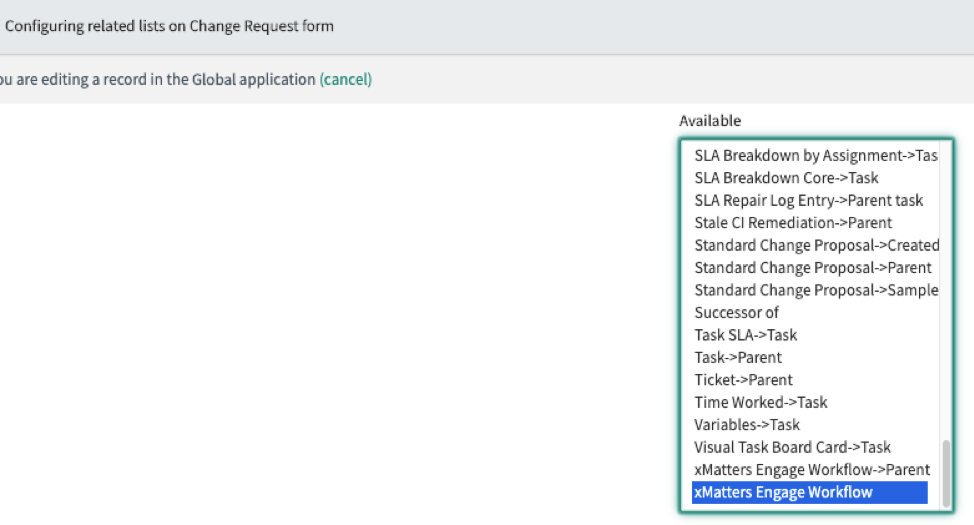 Configuring related lists on Change Request form
ou are editing a record in the Global application (cancel)
Available
SLA Breakdown by Assignment->Tas
SLA Breakdown Core->Task
SLA Repair Log Entry->Parent task
Stale CI Remediation->Parent
Standard Change Proposal->Created
Standard Change Proposal->Parent
Standard Change Proposal->Sample
Successor of
Task SLA->Task
Task->Parent
Ticket->Parent
Time Worked->Task
Variables->Task
Visual Task Board Card->Task
xMatters Engage Workflow->Parent
xMatters Engage Workflow